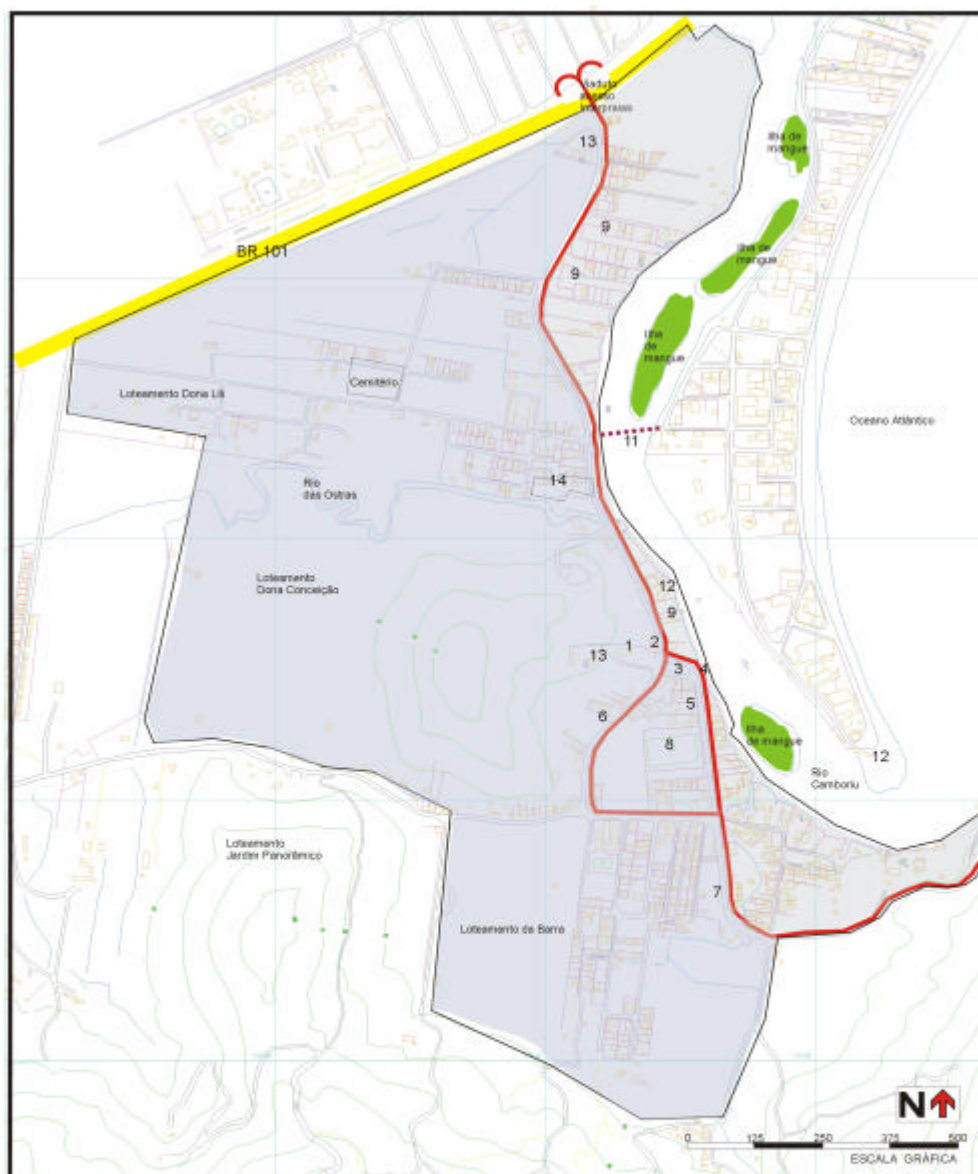 Viaduto
acesso
Interpraias
13
Ilha de
mangue
9
BR 101
Ilha de
mangue
9
Ilha
de
mangue
Cemitério
Loteamento Dona Lili
Oceano Atlântico
11
14
Rio
das Ostras
Loteamento
Dona Conceição
12
9
1
2
13
3
4
5
6
Ilha
de mangue
8
12
Rio
Camboriu
Loteamento
Jardim Panorâmico
7
Loteamento da Barra
N
0 125 250 375 500
ESCALA GRÁFICA